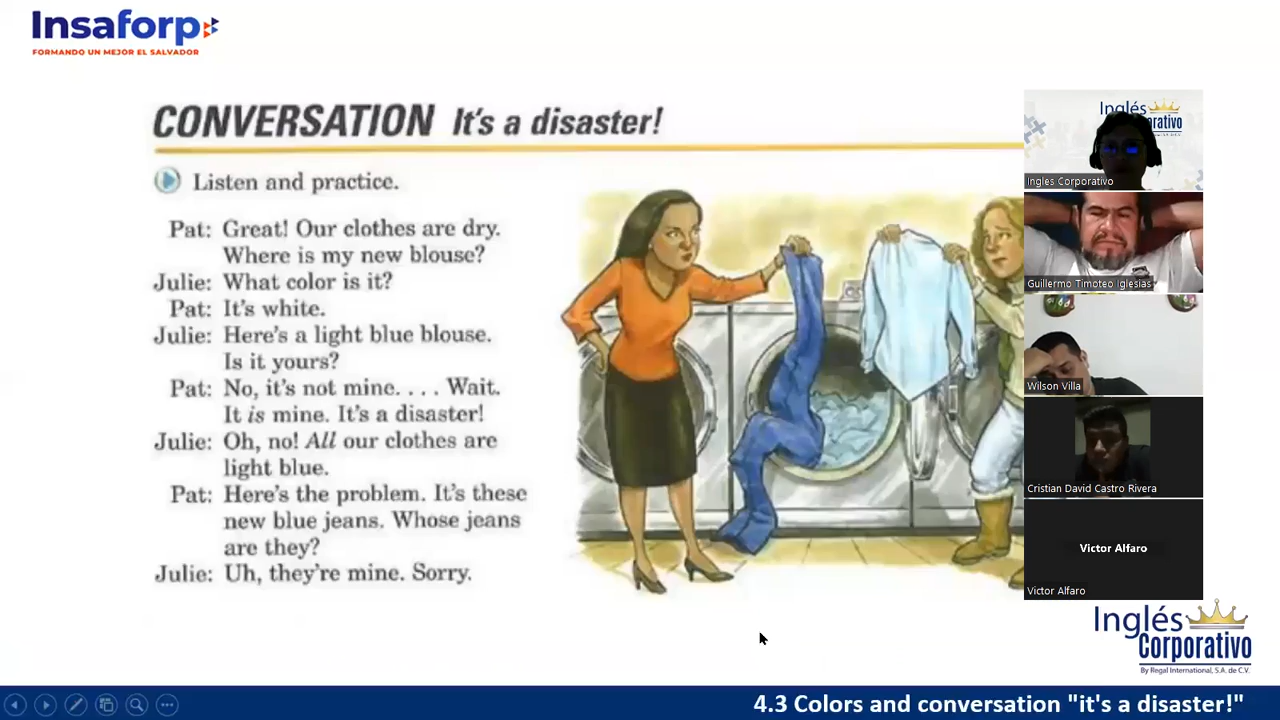 Insaforp
FORMANDO UN MEJOR EL SALVADOR
CONVERSATION It's a disaster!
Listen and practice.
Pat: Great! Our clothes are dry.
Where is my new blouse?
Julie: What color is it?
Pat: It's white.
Julie: Here's a light blue blouse.
Is it yours?
Pat: No, it's not mine. . . . Wait.
It is mine. It's a disaster!
Julie: Oh, no! All our clothes are
light blue.
Pat: Here's the problem. It's these
new blue jeans. Whose jeans
are they?
Julie: Uh, they're mine. Sorry.
Inglés
Ingles Corporativo
Guillermo Timoteo Iglesias
Wilson Villa
Cristian David Castro Rivera
Victor Alfaro
Victor Alfaro
Inglés
Corporativo
By Regal International, S.A. de C.V.
4.3 Colors and conversation "it's a disaster!"